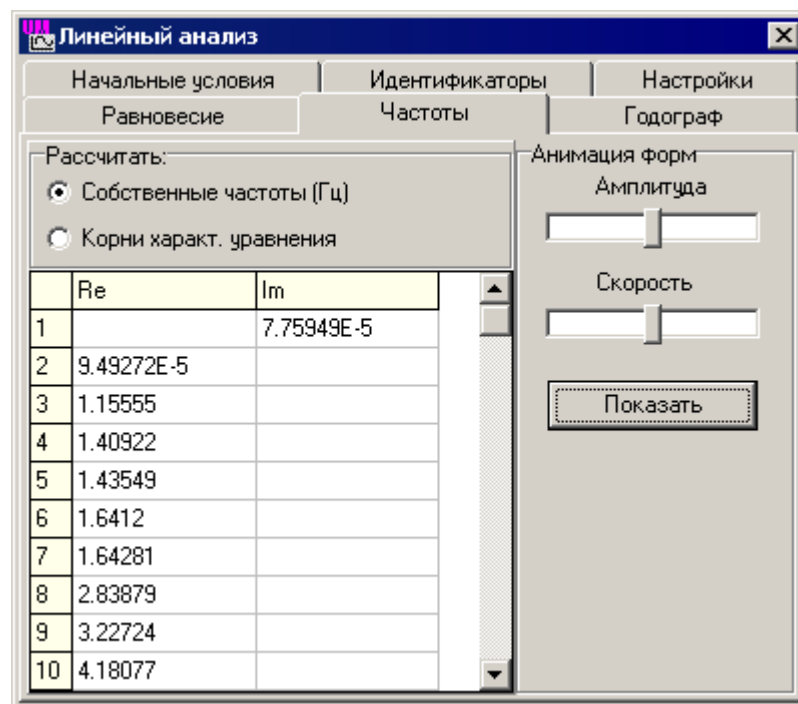 Линейный анализ
Начальные условия Идентификаторы Настройки
Равновесие Частоты Годограф
Рассчитать:
Собственные частоты (Гц)
Корни характ. уравнения
Re Im
1 7.75949E-5
2 9.49272E-5
3 1.15555
4 1.40922
5 1.43549
6 1.6412
7 1.64281
8 2.83879
9 3.22724
10 4.18077
Анимация форм
Амплитуда
Скорость
Показать